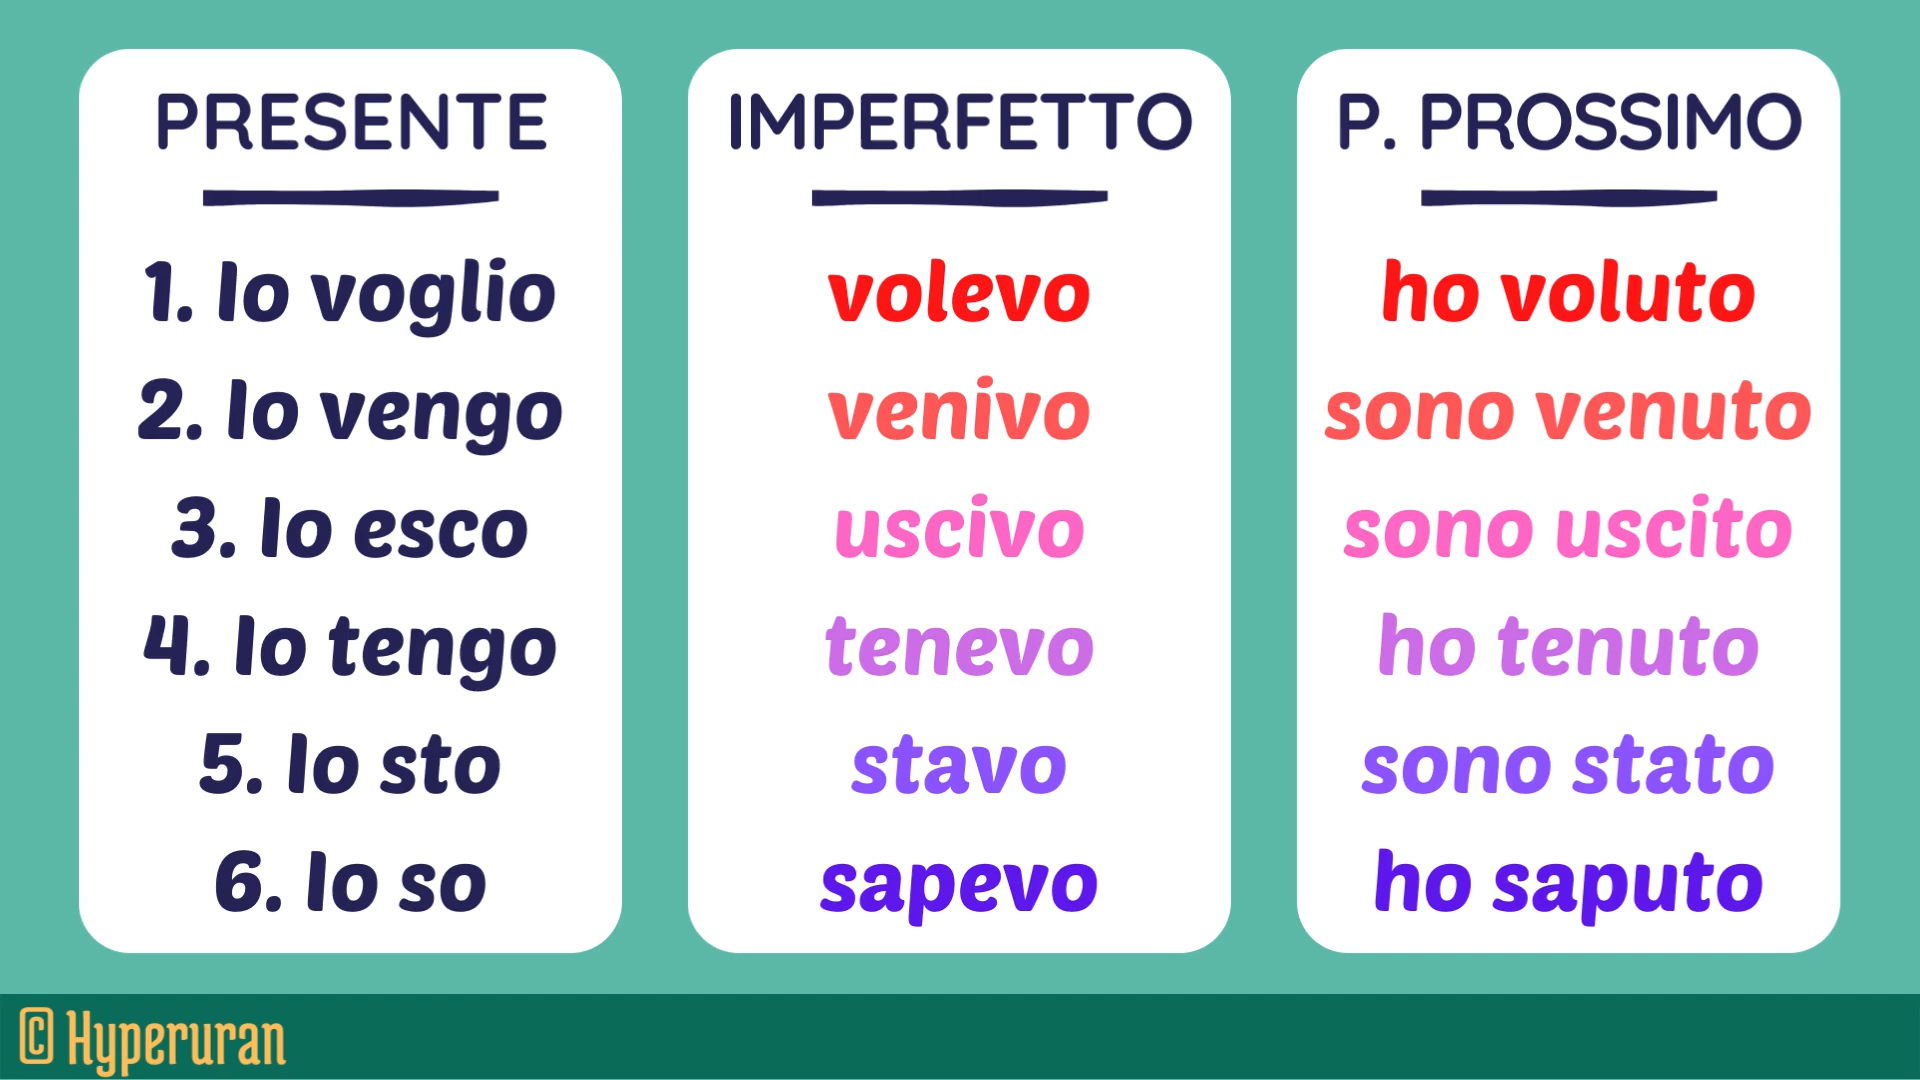 PRESENTE
1. Io voglio
2. Io vengo
3. Io esco
4. Io tengo
5. Io sto
6. Io so
IMPERFETTO
volevo
venivo
uscivo
tenevo
stavo
sapevo
P. PROSSIMO
ho voluto
sono venuto
sono uscito
ho tenuto
sono stato
ho saputo
© Hyperuran